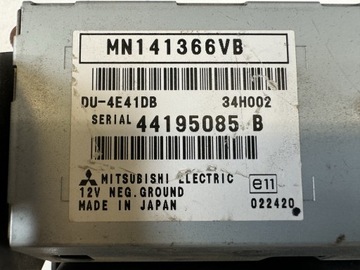 MN141366VB
DU-4E41DB 34H002
SERIAL 44195085 B
MITSUBISHI ELECTRIC
12V NEG.GROUND e11
MADE IN JAPAN 022420